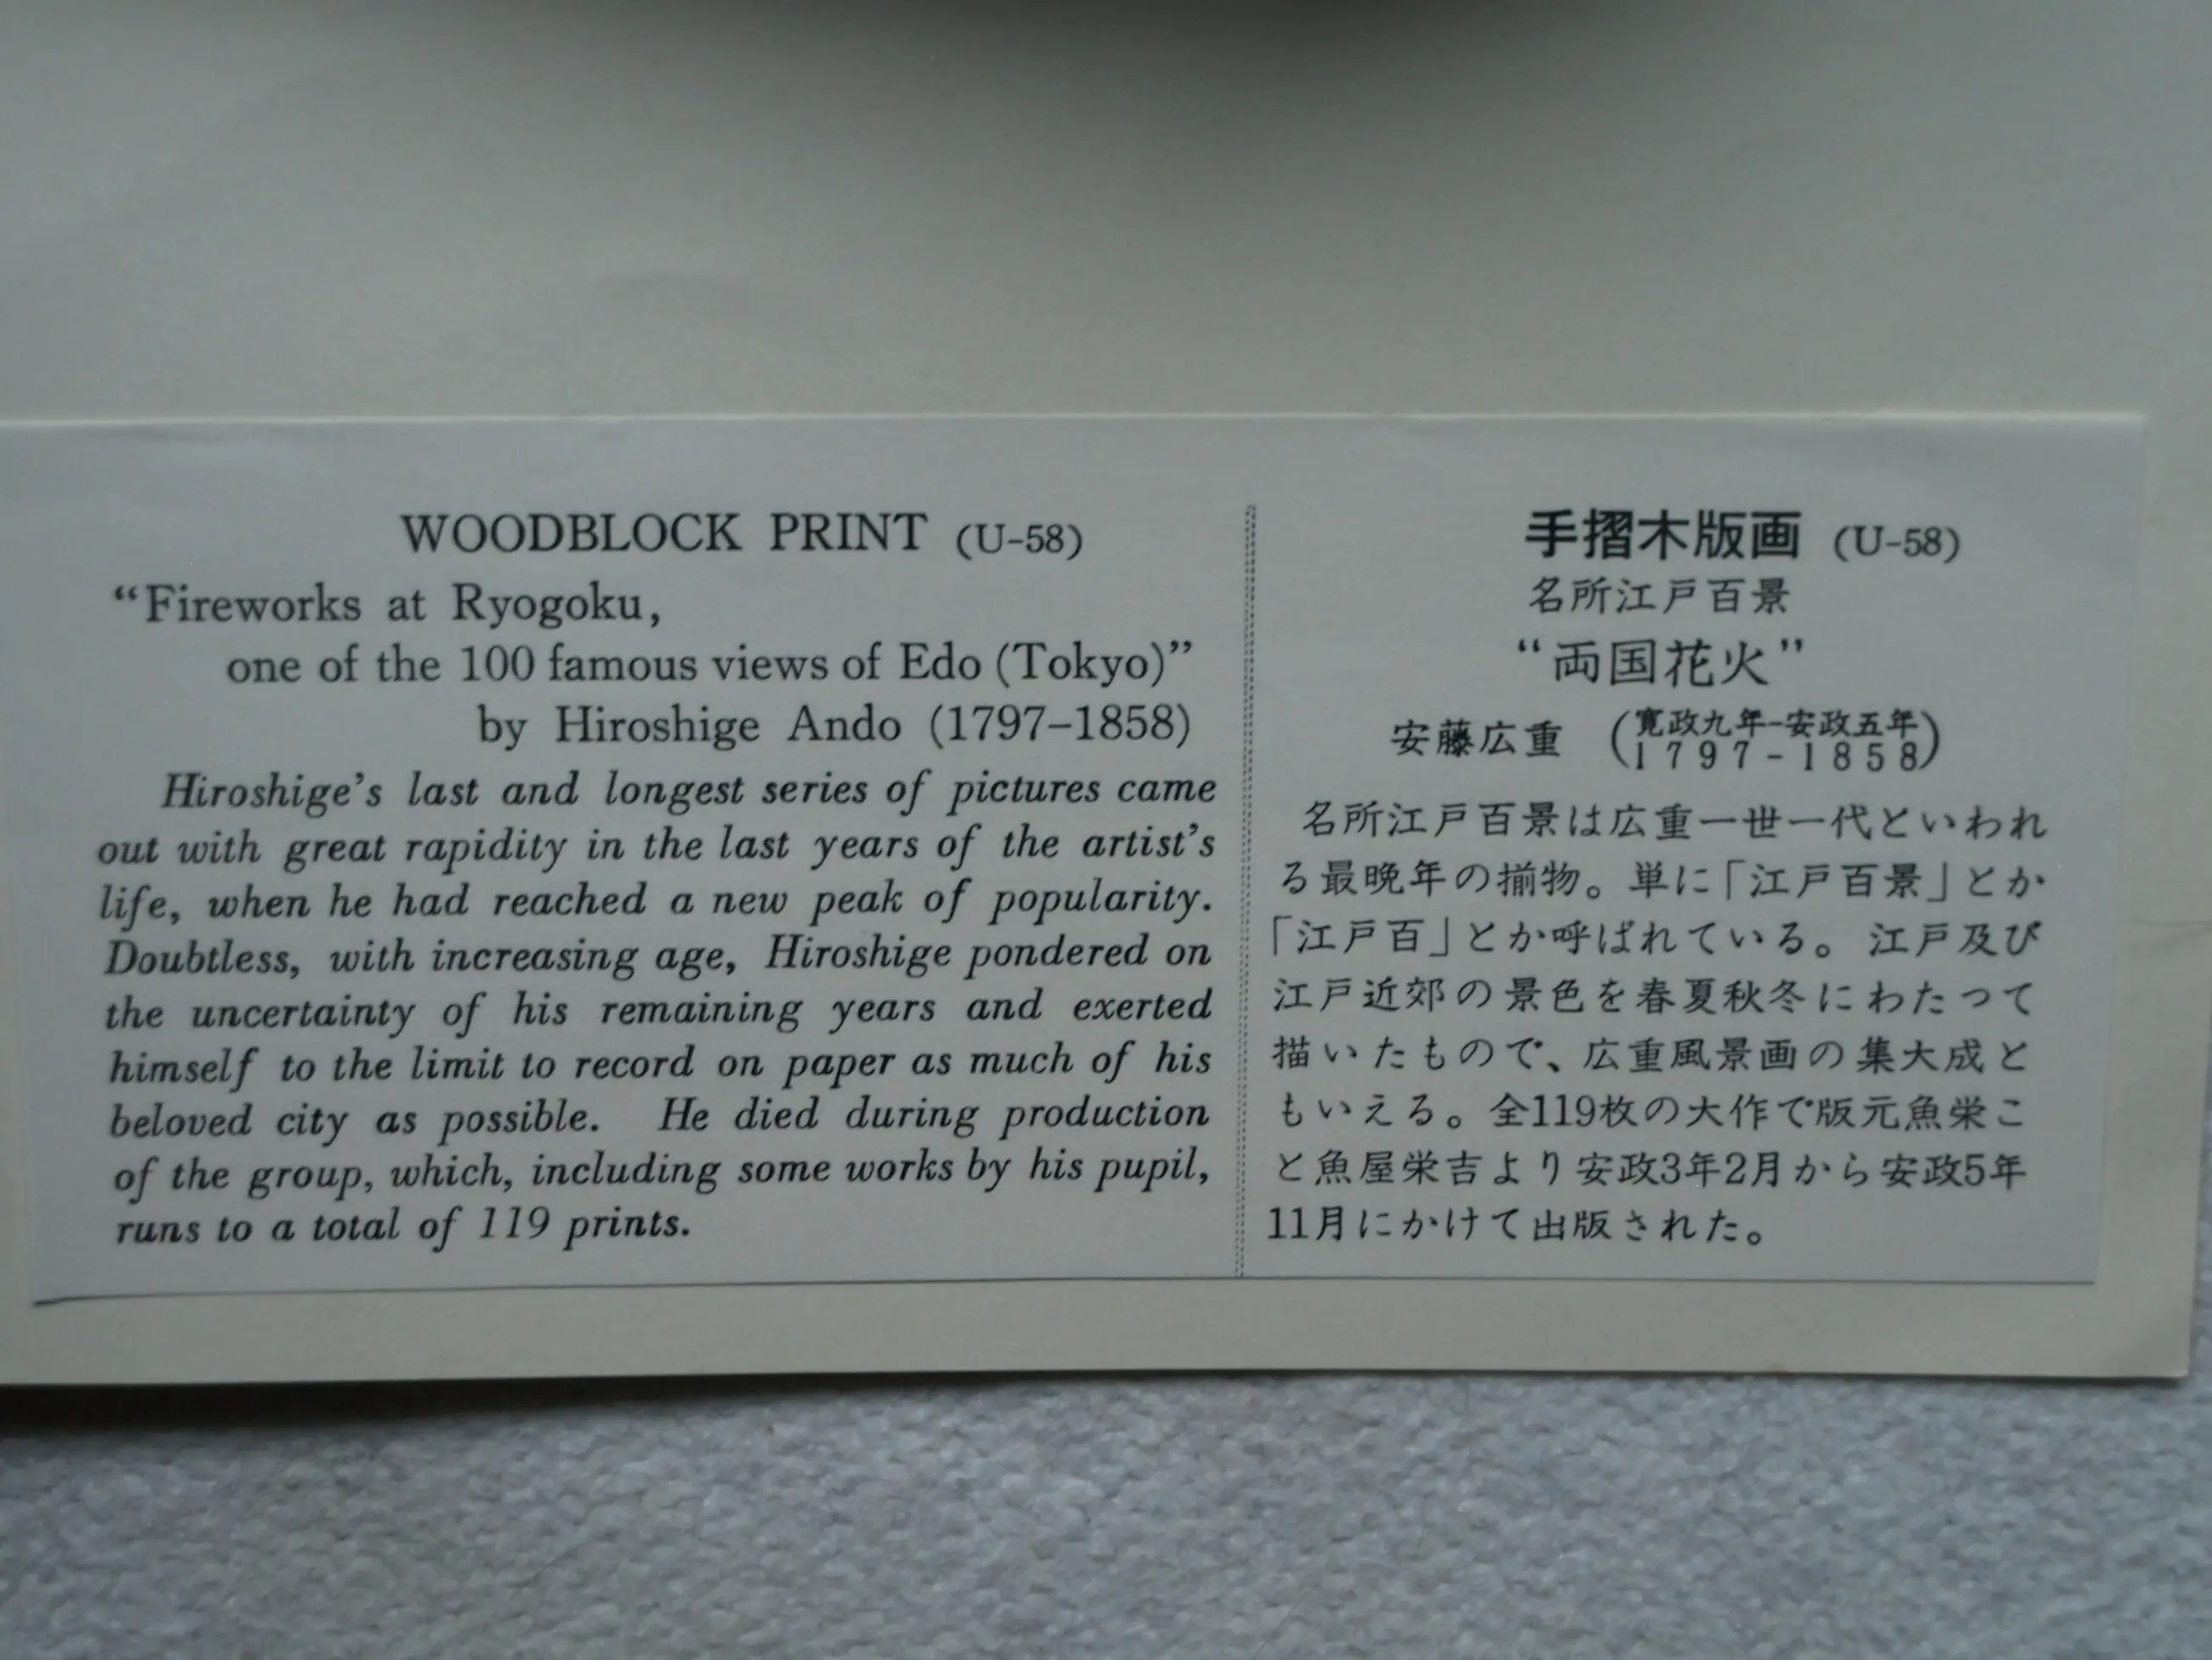 WOODBLOCK PRINT (U-58)
“Fireworks at Ryogoku,
one of the 100 famous views of Edo (Tokyo)”
by Hiroshige Ando (1797–1858)
Hiroshige’s last and longest series of pictures came
out with great rapidity in the last years of the artist’s
life, when he had reached a new peak of popularity.
Doubtless, with increasing age, Hiroshige pondered on
the uncertainty of his remaining years and exerted
himself to the limit to record on paper as much of his
beloved city as possible. He died during production
of the group, which, including some works by his pupil,
runs to a total of 119 prints.
手摺木版画 (U-58)
名所江戸百景
“両国花火”
安藤広重 (寛政九年-安政五年
1797-1858)
名所江戸百景は広重一世一代といわれ
る最晩年の揃物。単に「江戸百景」とか
「江戸百」とか呼ばれている。江戸及び
江戸近郊の景色を春夏秋冬にわたつて
描いたもので、広重風景画の集大成と
もいえる。全119枚の大作で版元魚栄こ
と魚屋栄吉より安政3年2月から安政5年
11月にかけて出版された。